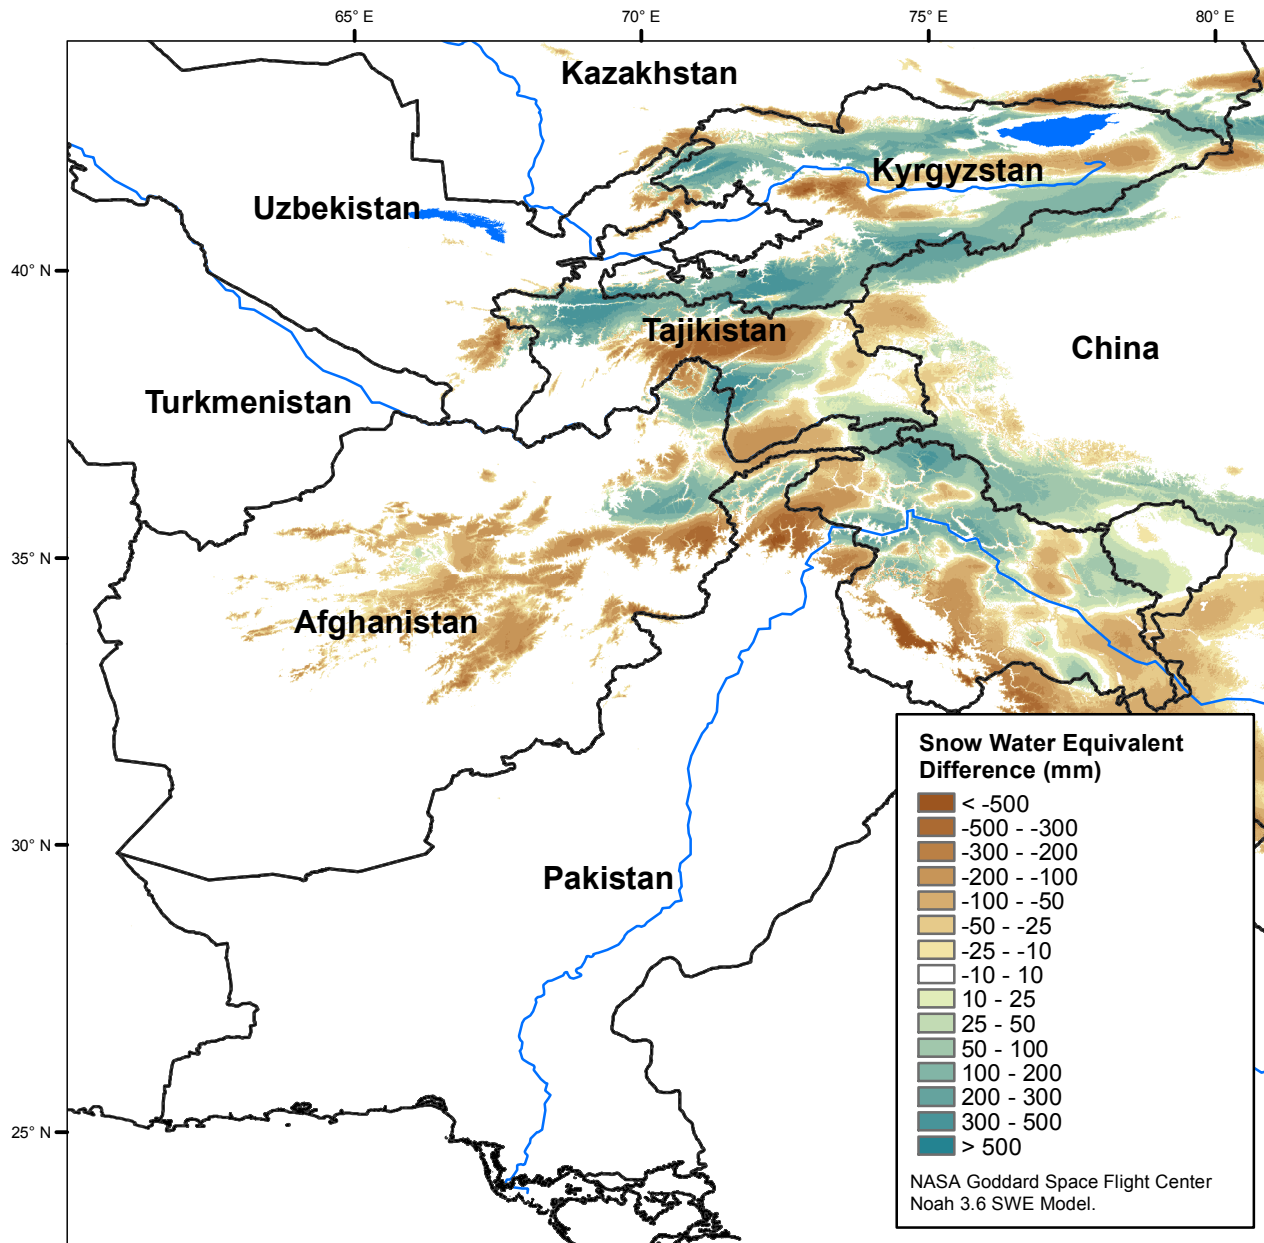 65° E
70° E
75° E
80° E
Kazakhstan
Kyrgyzstan
Uzbekistan
40° N
Tajikistan
China
Turkmenistan
35° N
Afghanistan
Snow Water Equivalent
Difference (mm)
< -500
-500 - -300
-300 - -200
-200 - -100
-100 - -50
-50 - -25
-25 - -10
-10 - 10
10 - 25
25 - 50
50 - 100
100 - 200
200 - 300
300 - 500
> 500
30° N
Pakistan
25° N
NASA Goddard Space Flight Center
Noah 3.6 SWE Model.